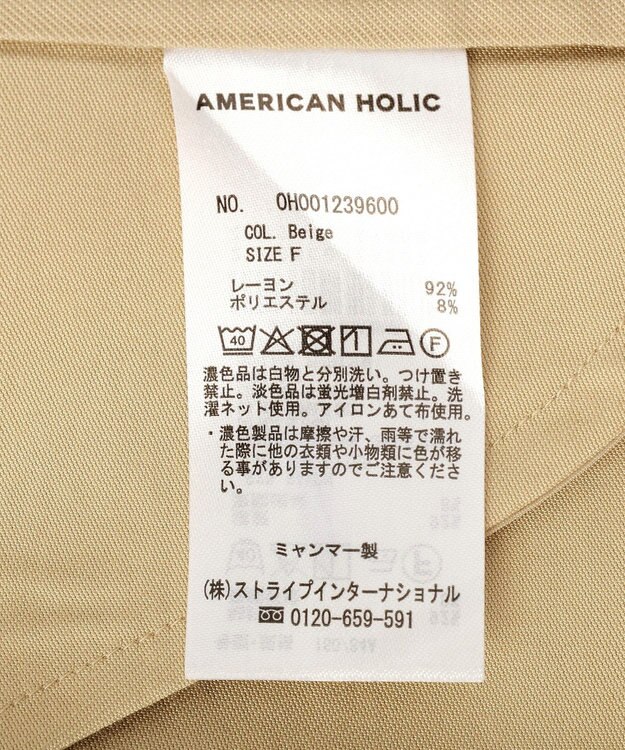 AMERICAN HOLIC
NO. 0H001239600
COL. Beige
SIZE F
レーヨン 92%
ポリエステル 8%
40 F
濃色品は白物と分別洗い。つけ置き
禁止。淡色品は蛍光増白剤禁止。洗
濯ネット使用。アイロンあて布使用。
・濃色製品は摩擦や汗、雨等で濡れ
た際に他の衣類や小物類に色が移
る事がありますのでご注意くださ
い。
ミャンマー製
(株)ストライプインターナショナル
0120-659-591